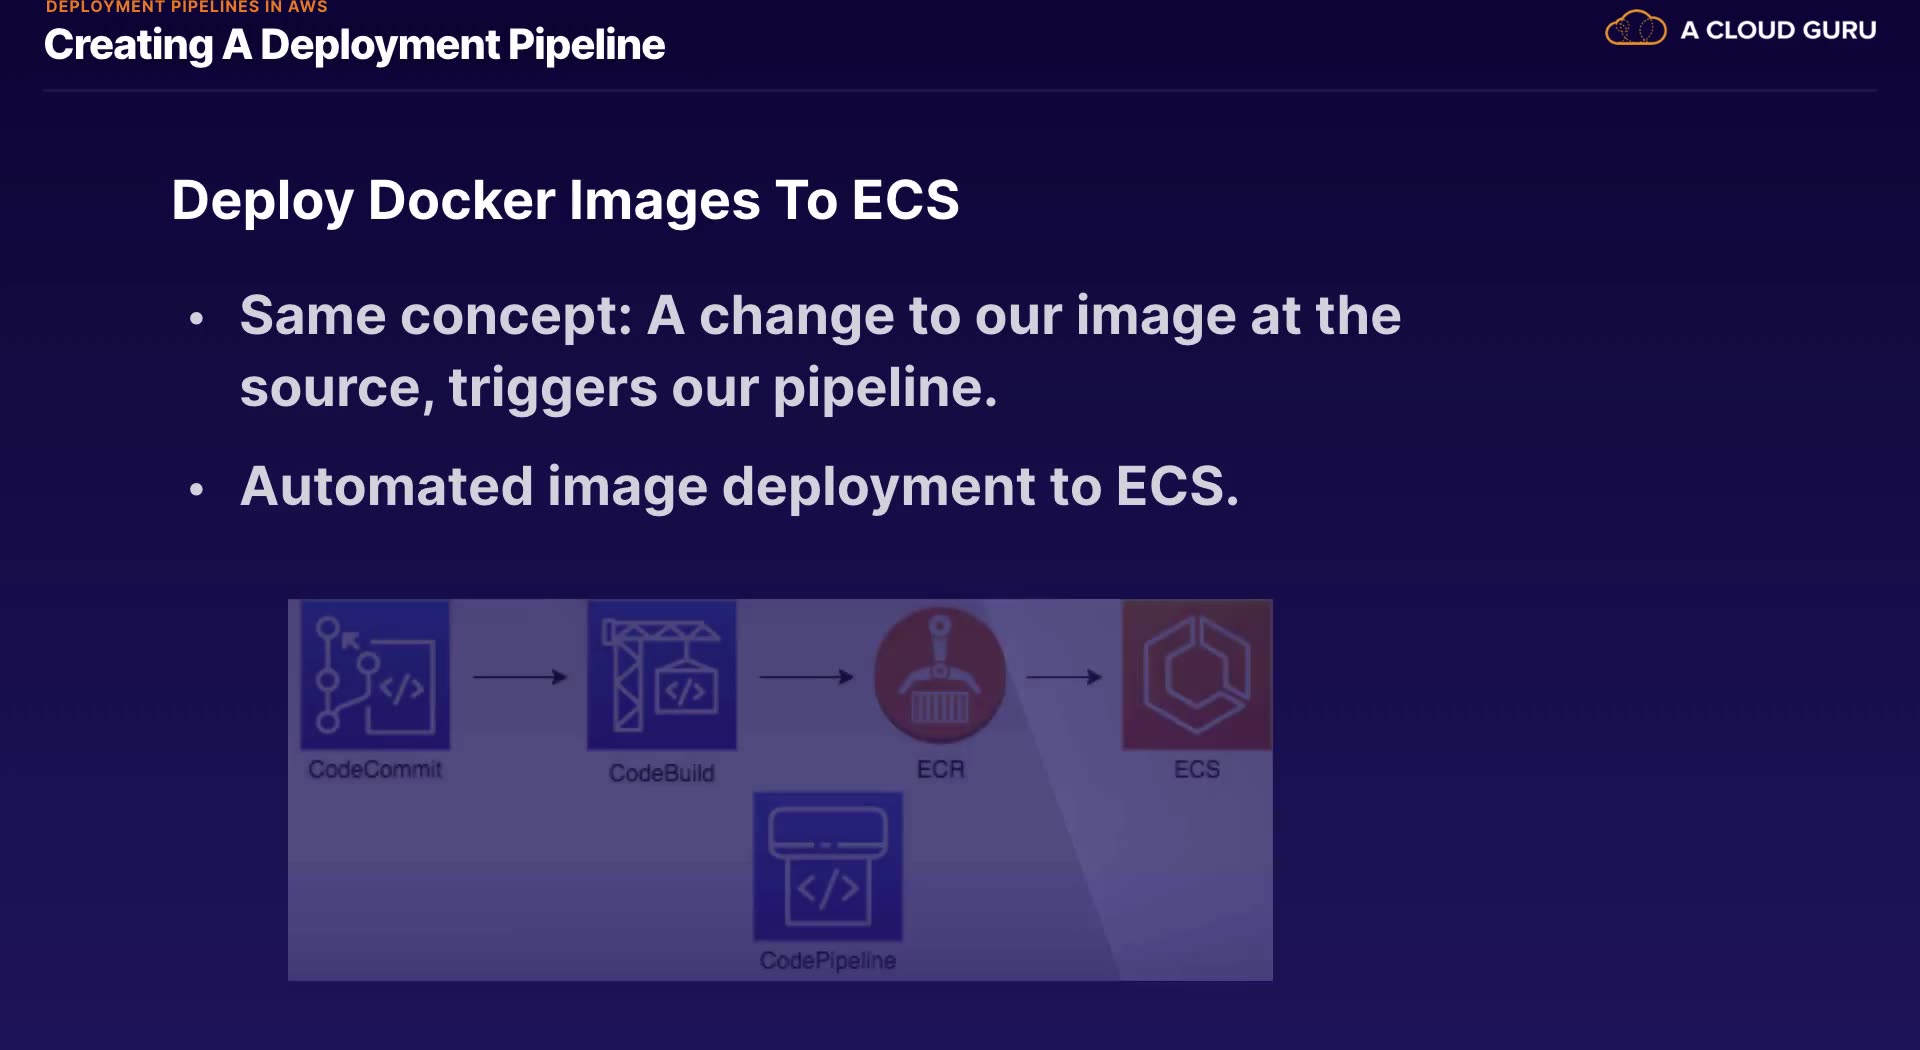 DEPLOYMENT PIPELINES IN AWS
Creating A Deployment Pipeline
A CLOUD GURU
Deploy Docker Images To ECS
• Same concept: A change to our image at the
source, triggers our pipeline.
• Automated image deployment to ECS.
</>
</>
CodeCommit
CodeBuild
ECR
ECS
</>
CodePipeline